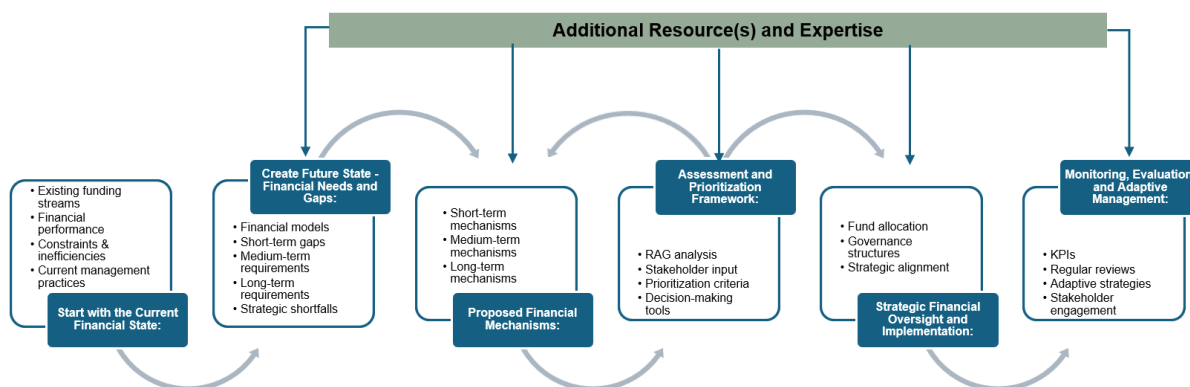 Additional Resource(s) and Expertise
• Existing funding
streams
• Financial
performance
• Constraints &
inefficiencies
• Current management
practices
Start with the Current
Financial State:
Create Future State -
Financial Needs and
Gaps:
• Financial models
• Short-term gaps
• Medium-term
requirements
• Long-term
requirements
• Strategic shortfalls
• Short-term
mechanisms
• Medium-term
mechanisms
• Long-term
mechanisms
Proposed Financial
Mechanisms:
Assessment and
Prioritization
Framework:
• RAG analysis
• Stakeholder input
• Prioritization criteria
• Decision-making
tools
• Fund allocation
• Governance
structures
• Strategic alignment
Strategic Financial
Oversight and
Implementation:
Monitoring, Evaluation
and Adaptive
Management:
• KPIs
• Regular reviews
• Adaptive strategies
• Stakeholder
engagement